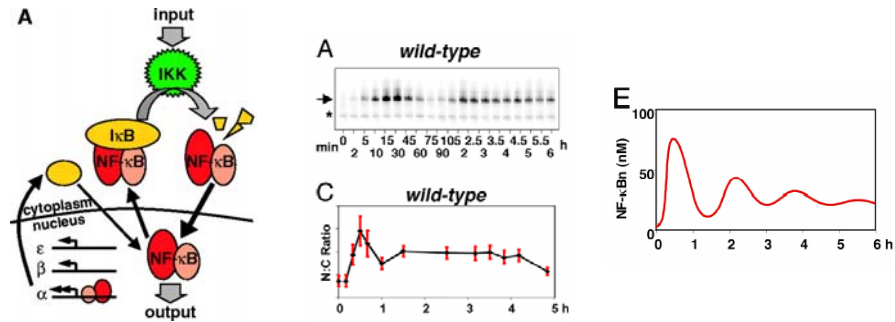 A
input
IKK
IκB
NF-κB
NF-κB
cytoplasm
nucleus
NF-κB
ε
β
α
output
A
wild-type
*
0 5 15 45 75 105 2.5 3.5 4.5 5.5 h
min 2 10 30 60 90 2 3 4 5 6
C
wild-type
N:C Ratio
0 1 2 3 4 5 h
E
100
50
0
NF-κBn (nM)
0 1 2 3 4 5 6 h